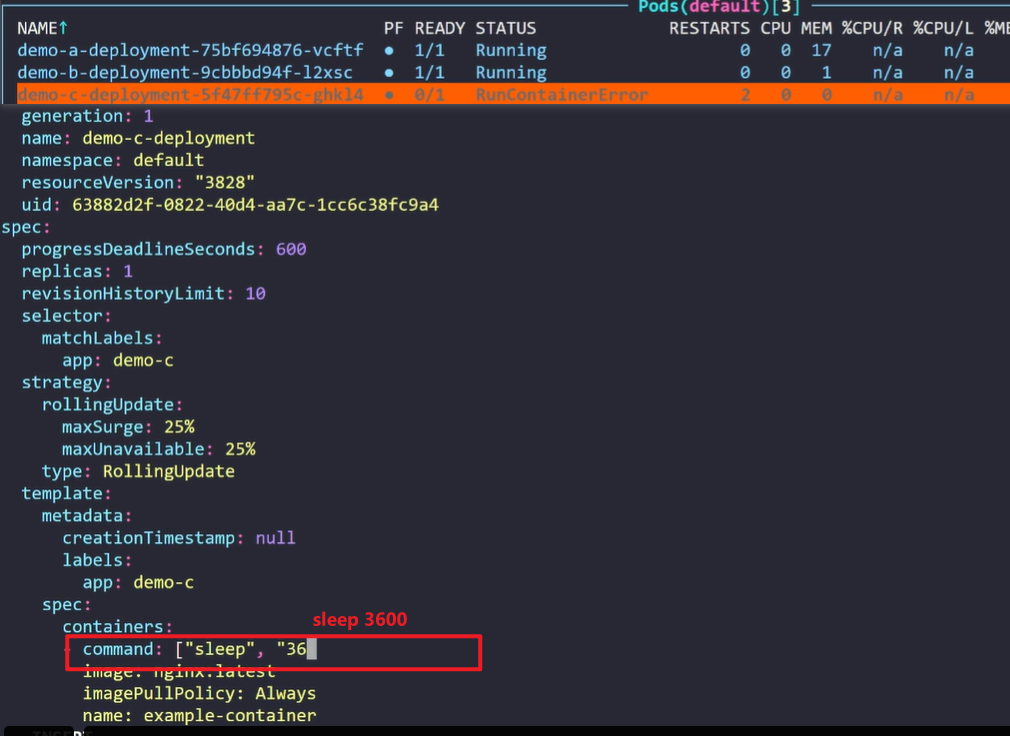 Pods(default)[3]
NAME↑ PF READY STATUS RESTARTS CPU MEM %CPU/R %CPU/L %ME
demo-a-deployment-75bf694876-vcftf ● 1/1 Running 0 0 17 n/a n/a
demo-b-deployment-9cbbbd94f-l2xsc ● 1/1 Running 0 0 1 n/a n/a
demo-c-deployment-5f47ff795c-ghkl4 ● 0/1 RunContainerError 2 0 0 n/a n/a
generation: 1
name: demo-c-deployment
namespace: default
resourceVersion: "3828"
uid: 63882d2f-0822-40d4-aa7c-1cc6c38fc9a4
spec:
progressDeadlineSeconds: 600
replicas: 1
revisionHistoryLimit: 10
selector:
matchLabels:
app: demo-c
strategy:
rollingUpdate:
maxSurge: 25%
maxUnavailable: 25%
type: RollingUpdate
template:
metadata:
creationTimestamp: null
labels:
app: demo-c
spec:
sleep 3600
containers:
- command: ["sleep", "36
image: nginx:latest
imagePullPolicy: Always
name: example-container